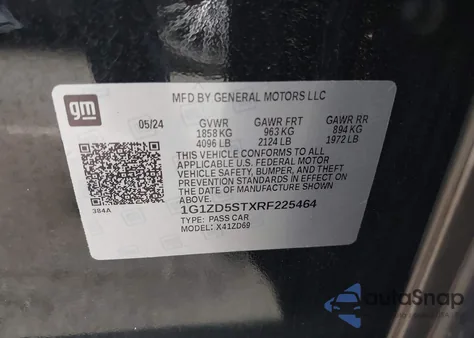 MFD BY GENERAL MOTORS LLC
gm
05/24 GVWR GAWR FRT GAWR RR
1858 KG 963 KG 894 KG
4096 LB 2124 LB 1972 LB
THIS VEHICLE CONFORMS TO ALL
APPLICABLE U.S. FEDERAL MOTOR
VEHICLE SAFETY, BUMPER, AND THEFT
PREVENTION STANDARDS IN EFFECT ON
THE DATE OF MANUFACTURE SHOWN
ABOVE.
384A
1G1ZD5STXRF225464
TYPE: PASS CAR
MODEL: X41ZD69
autoSnap